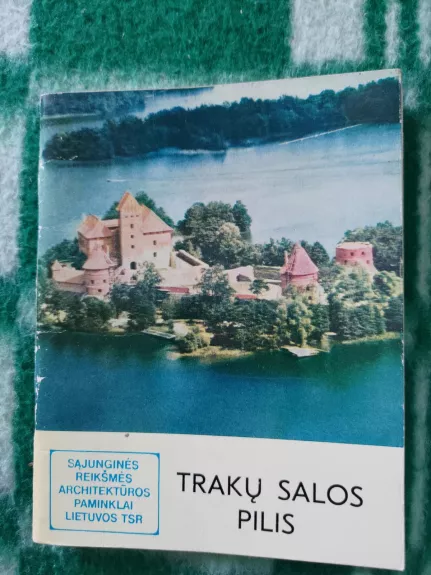 SĄJUNGINĖS
REIKŠMĖS
ARCHITEKTŪROS
PAMINKLAI
LIETUVOS TSR
TRAKŲ SALOS
PILIS